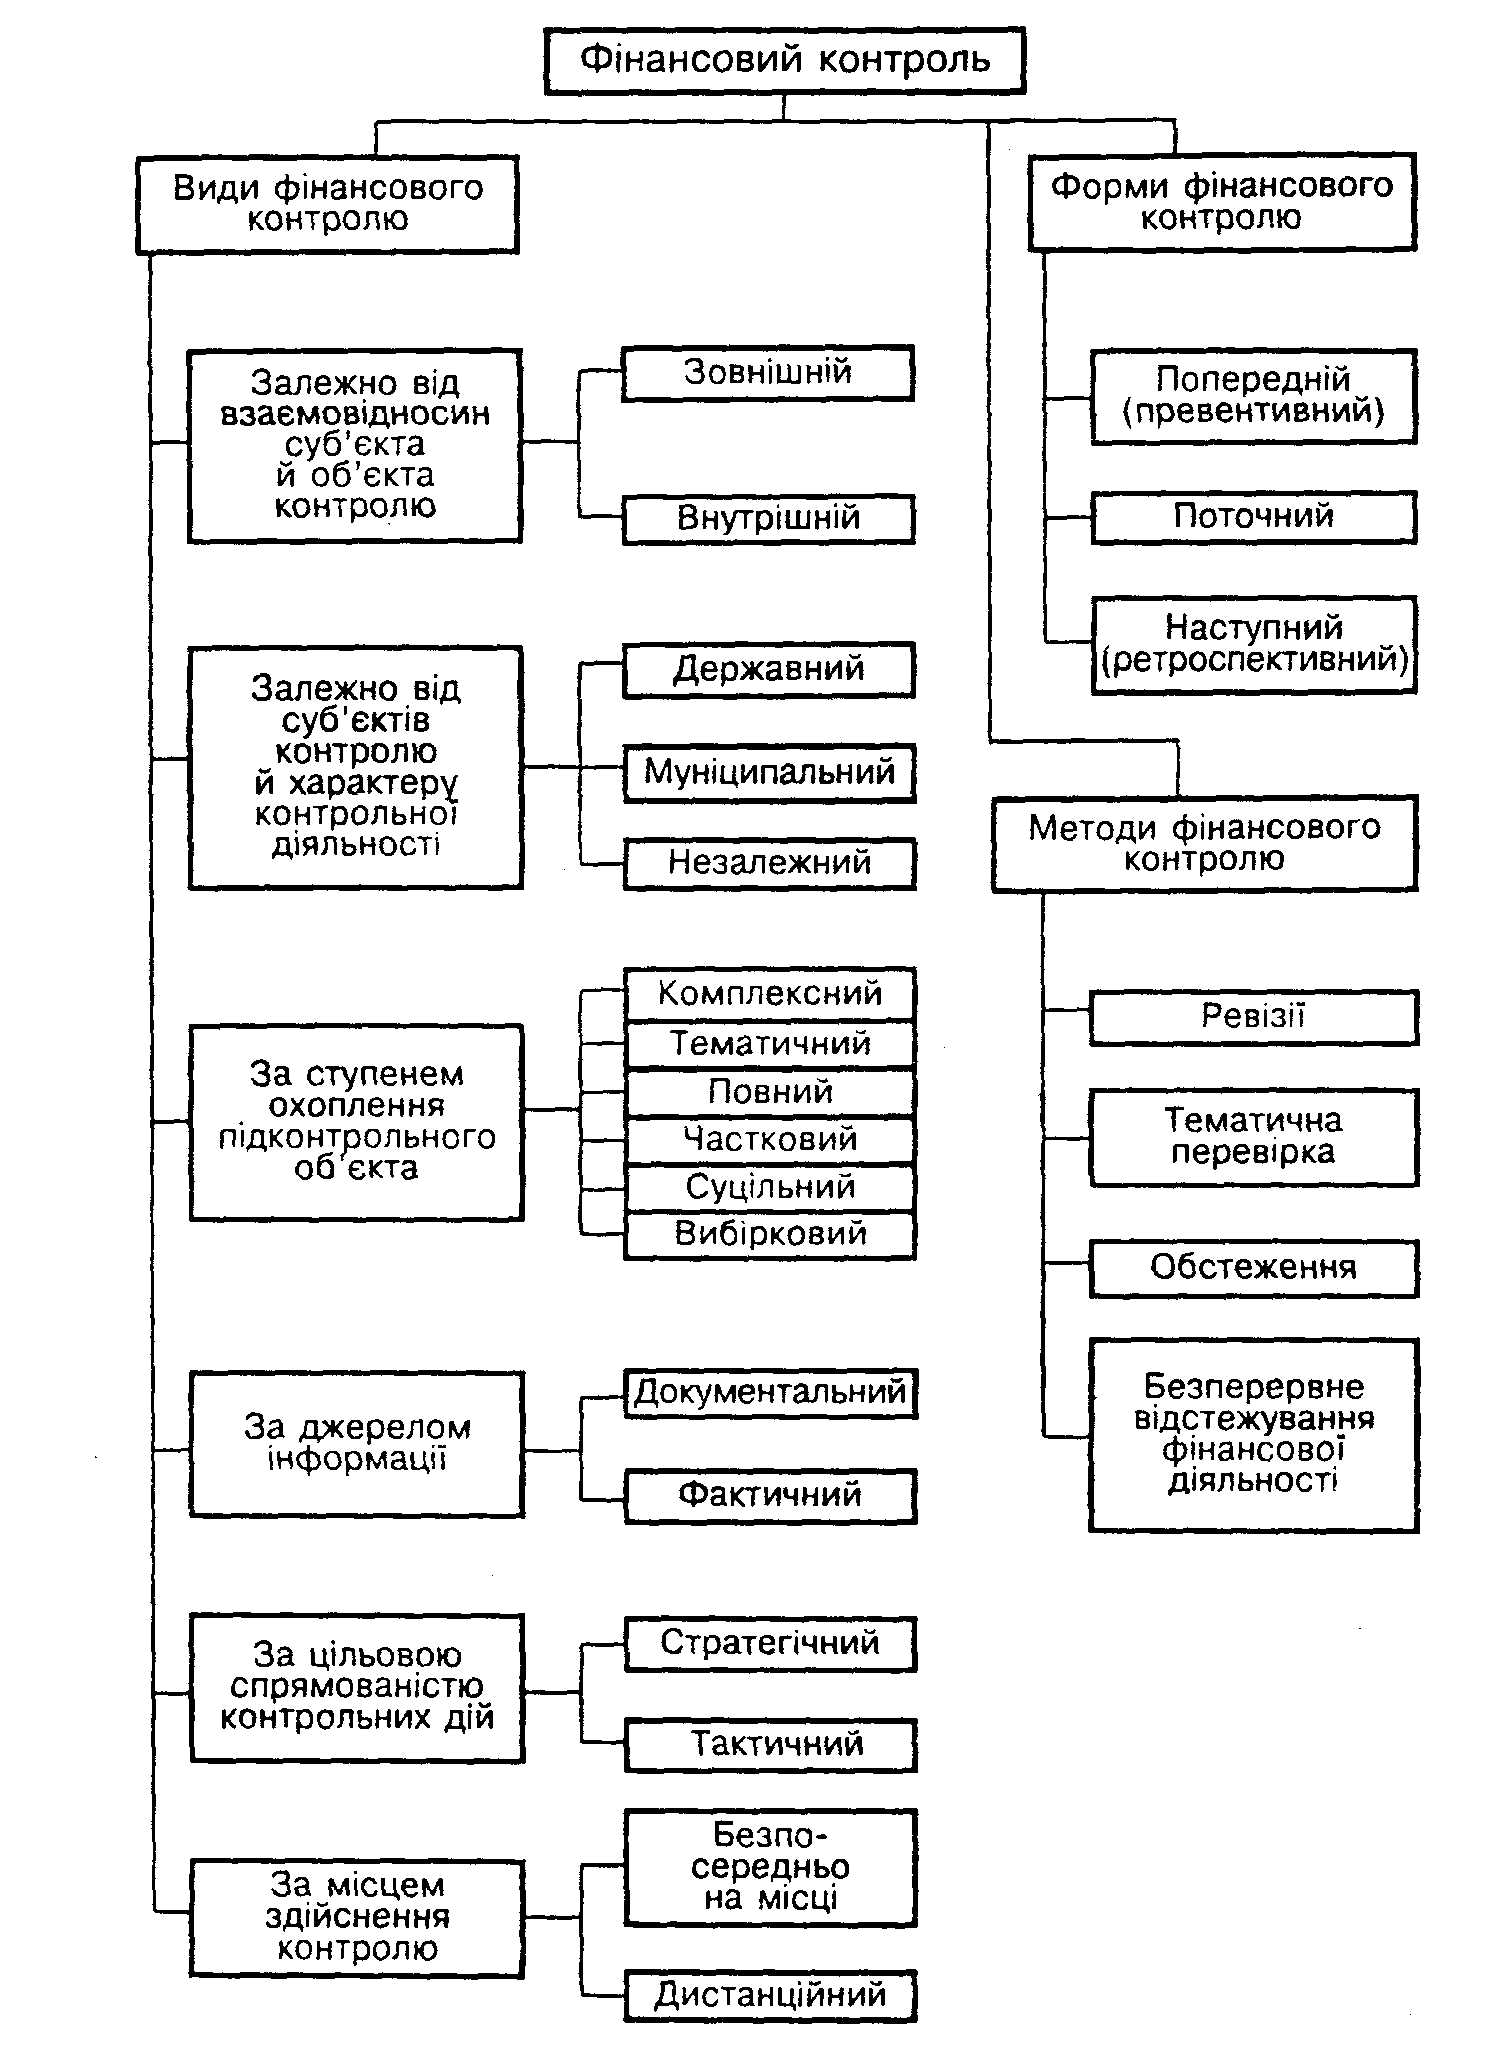 Фінансовий контроль
Види фінансового
контролю
Залежно від
взаємовідносин
суб'єкта
й об'єкта
контролю
Зовнішній
Внутрішній
Залежно від
суб'єктів
контролю
й характеру
контрольної
діяльності
Державний
Муніципальний
Незалежний
За ступенем
охоплення
підконтрольного
об'єкта
Комплексний
Тематичний
Повний
Частковий
Суцільний
Вибірковий
За джерелом
інформації
Документальний
Фактичний
За цільовою
спрямованістю
контрольних дій
Стратегічний
Тактичний
За місцем
здійснення
контролю
Безпо-
середньо
на місці
Дистанційний
Форми фінансового
контролю
Попередній
(превентивний)
Поточний
Наступний
(ретроспективний)
Методи фінансового
контролю
Ревізії
Тематична
перевірка
Обстеження
Безперервне
відстежування
фінансової
діяльності